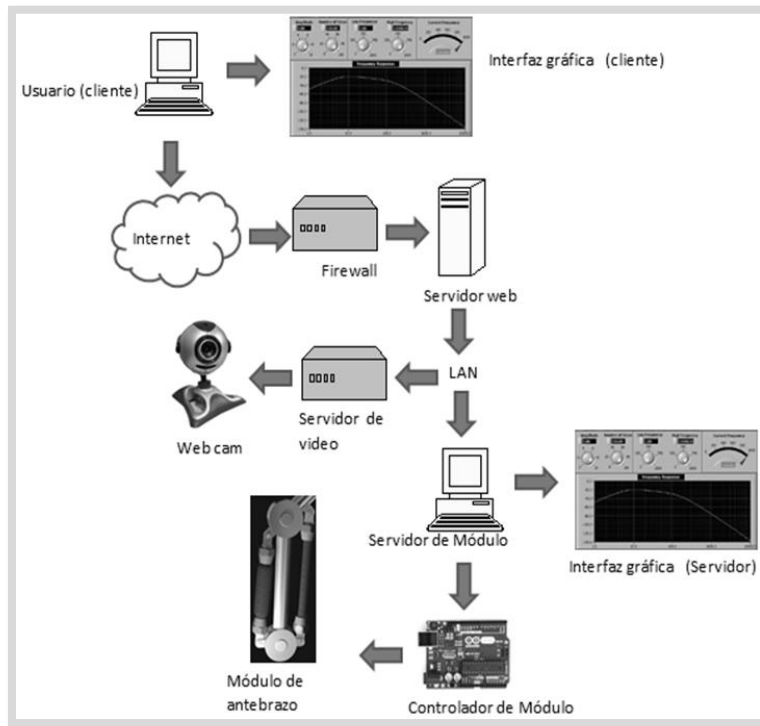 Usuario (cliente)
Interfaz gráfica (cliente)
Internet
Firewall
Servidor web
LAN
Servidor de
video
Web cam
Servidor de Módulo
Interfaz gráfica (Servidor)
Módulo de
antebrazo
Controlador de Módulo